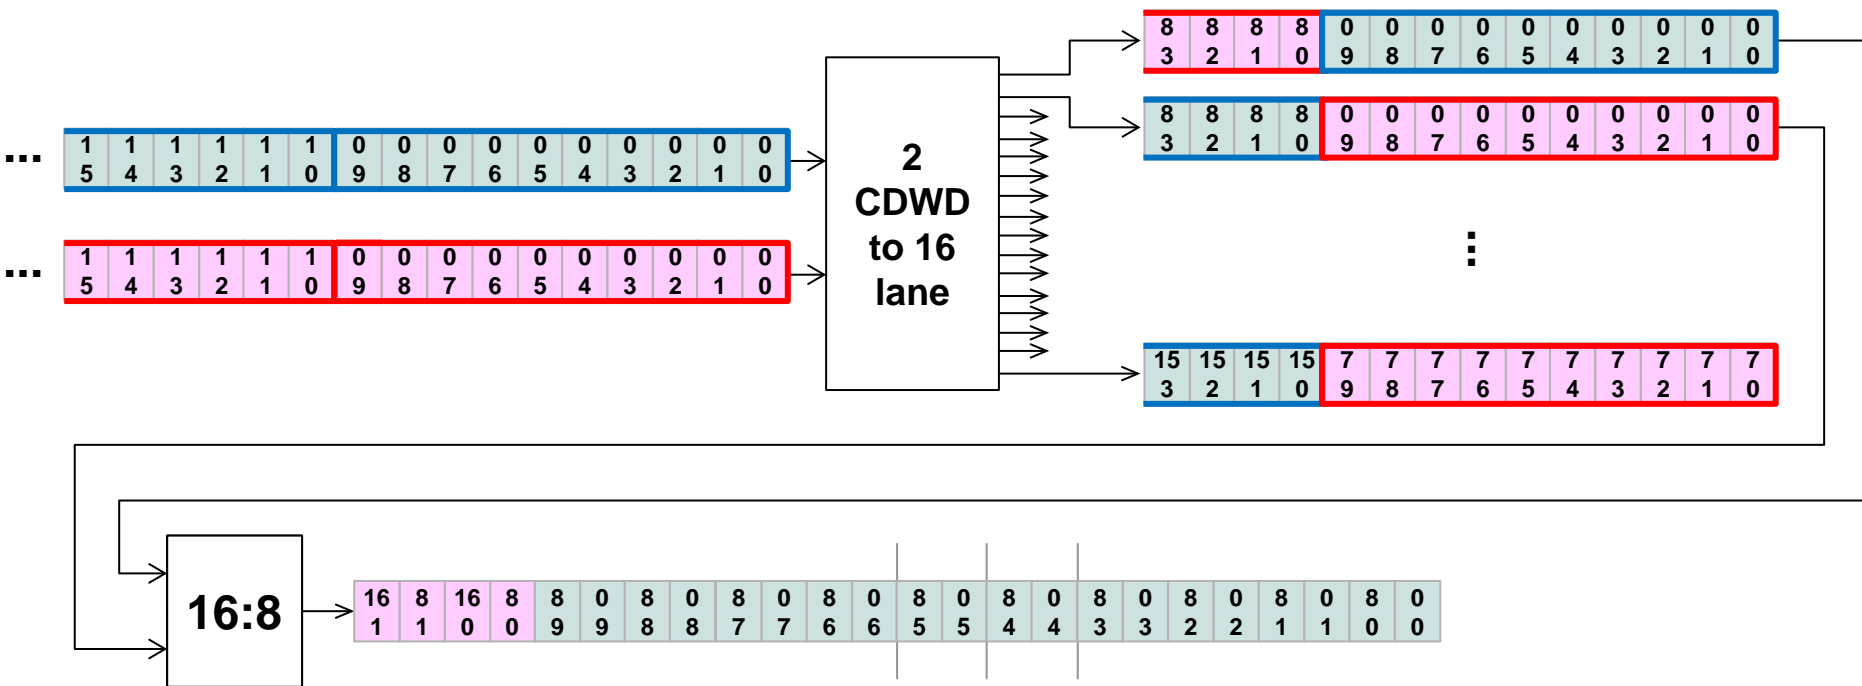 8 8 8 8 0 0 0 0 0 0 0 0 0 0
3 2 1 0 9 8 7 6 5 4 3 2 1 0
8 8 8 8 0 0 0 0 0 0 0 0 0 0
3 2 1 0 9 8 7 6 5 4 3 2 1 0
... 1 1 1 1 1 1 0 0 0 0 0 0 0 0 0 0
5 4 3 2 1 0 9 8 7 6 5 4 3 2 1 0
... 1 1 1 1 1 1 0 0 0 0 0 0 0 0 0 0
5 4 3 2 1 0 9 8 7 6 5 4 3 2 1 0
2
CDWD
to 16
lane
...
15 15 15 15 7 7 7 7 7 7 7 7 7 7
3 2 1 0 9 8 7 6 5 4 3 2 1 0
16:8
16 8 16 8 8 0 8 0 8 0 8 0 8 0 8 0 8 0 8 0 8 0 8 0
1 1 0 0 9 9 8 8 7 7 6 6 5 5 4 4 3 3 2 2 1 1 0 0